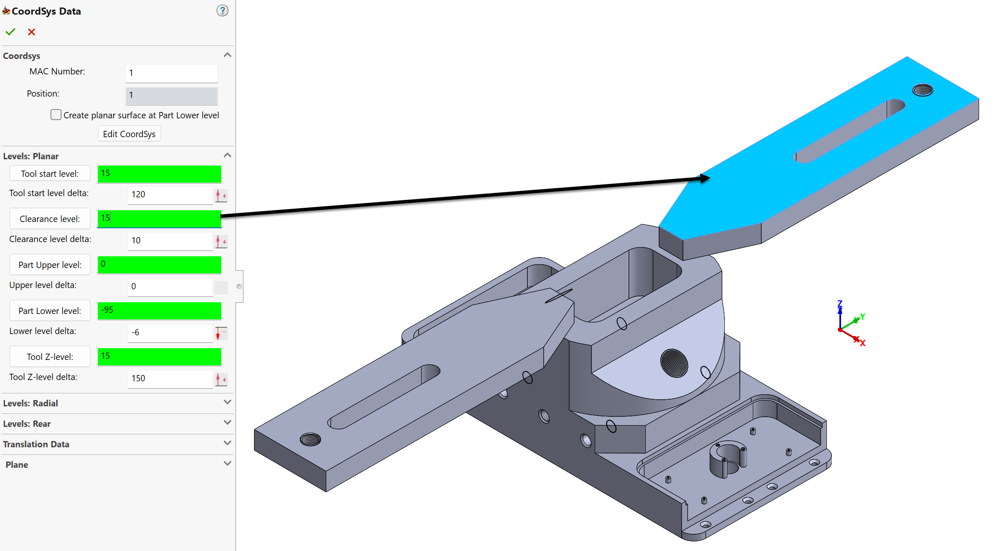 CoordSys Data
?
Coordsys
MAC Number: 1
Position: 1
Create planar surface at Part Lower level
Edit CoordSys
Levels: Planar
Tool start level: 15
Tool start level delta: 120
Clearance level: 15
Clearance level delta: 10
Part Upper level: 0
Upper level delta: 0
Part Lower level: -95
Lower level delta: -6
Tool Z-level: 15
Tool Z-level delta: 150
Levels: Radial
Levels: Rear
Translation Data
Plane
Z
Z
Y
Y
X
X